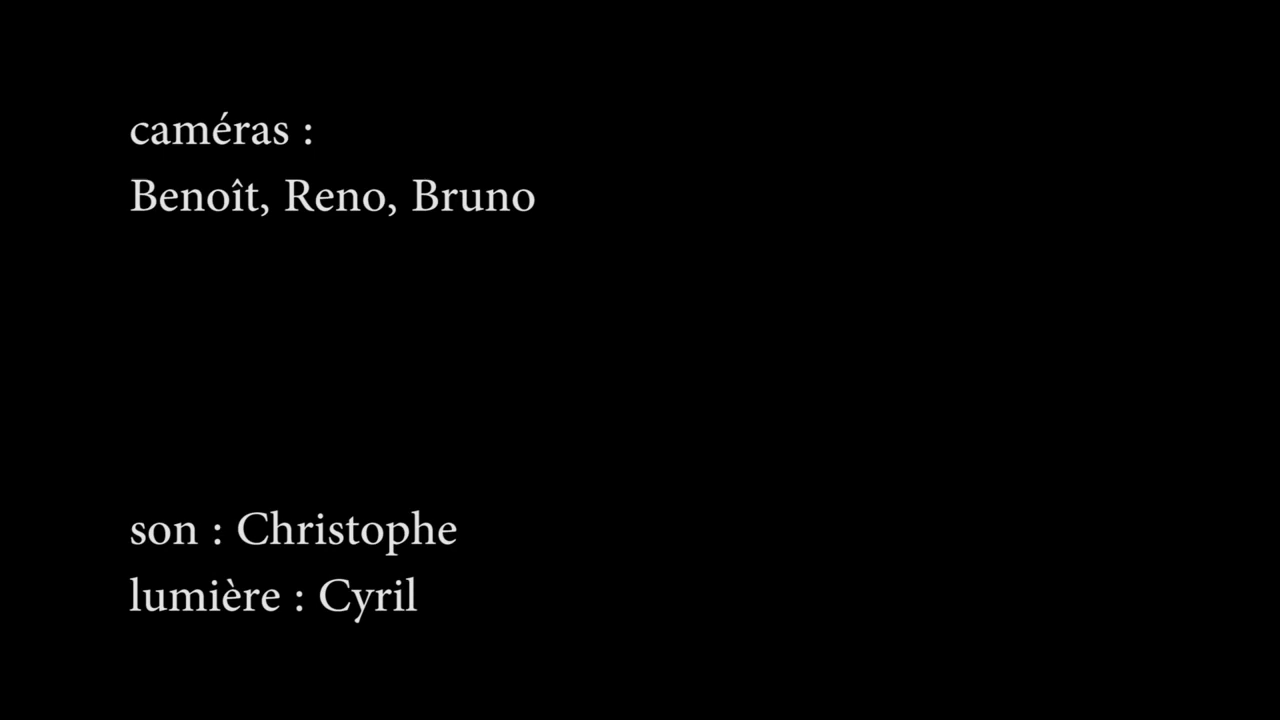 caméras :
Benoît, Reno, Bruno
son : Christophe
lumière : Cyril